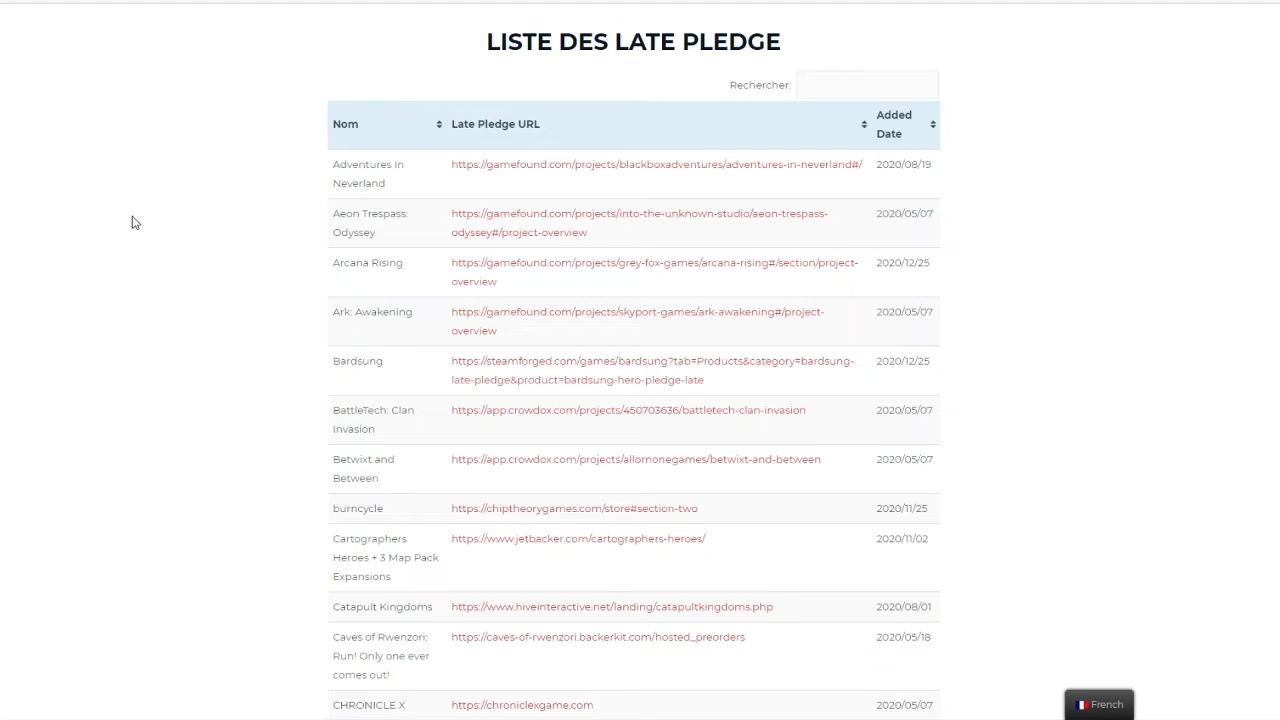 LISTE DES LATE PLEDGE
Rechercher:
Nom Late Pledge URL Added Date
Adventures In Neverland https://gamefound.com/projects/blackboxadventures/adventures-in-neverland#/ 2020/08/19
Aeon Trespass: https://gamefound.com/projects/into-the-unknown-studio/aeon-trespass- 2020/05/07
Odyssey odyssey#/project-overview
Arcana Rising https://gamefound.com/projects/grey-fox-games/arcana-rising#/section/project- 2020/12/25
overview
Ark: Awakening https://gamefound.com/projects/skyport-games/ark-awakening#/project- 2020/05/07
overview
Bardsung https://steamforged.com/games/bardsung?tab=Products&category=bardsung- 2020/12/25
late-pledge&product=bardsung-hero-pledge-late
BattleTech: Clan https://app.crowdox.com/projects/450703636/battletech-clan-invasion 2020/05/07
Invasion
Betwixt and https://app.crowdox.com/projects/allornonegames/betwixt-and-between 2020/05/07
Between
burncycle https://chiptheorygames.com/store#section-two 2020/11/25
Cartographers https://www.jetbacker.com/cartographers-heroes/ 2020/11/02
Heroes + 3 Map Pack
Expansions
Catapult Kingdoms https://www.hiveinteractive.net/landing/catapultkingdoms.php 2020/08/01
Caves of Rwenzori: https://caves-of-rwenzori.backerkit.com/hosted_preorders 2020/05/18
Run! Only one ever
comes out!
CHRONICLE X https://chroniclexgame.com 2020/05/07
French